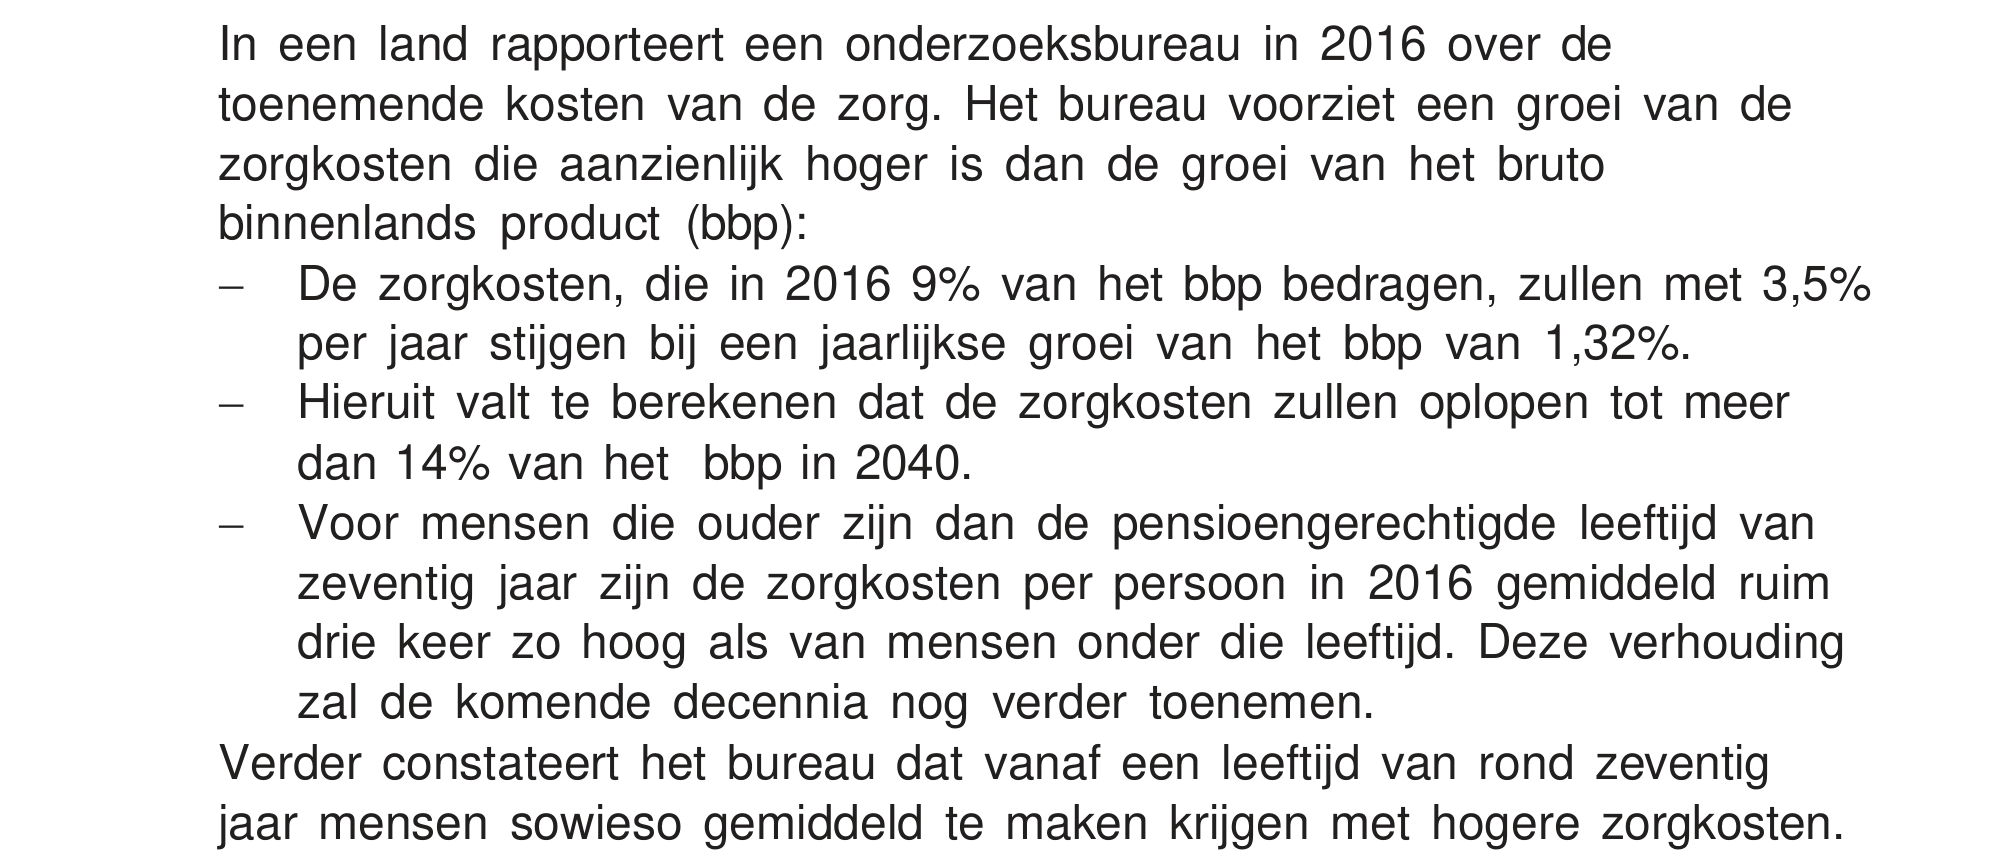 In een land rapporteert een onderzoeksbureau in 2016 over de
toenemende kosten van de zorg. Het bureau voorziet een groei van de
zorgkosten die aanzienlijk hoger is dan de groei van het bruto
binnenlands product (bbp):
– De zorgkosten, die in 2016 9% van het bbp bedragen, zullen met 3,5%
per jaar stijgen bij een jaarlijkse groei van het bbp van 1,32%.
– Hieruit valt te berekenen dat de zorgkosten zullen oplopen tot meer
dan 14% van het bbp in 2040.
– Voor mensen die ouder zijn dan de pensioengerechtigde leeftijd van
zeventig jaar zijn de zorgkosten per persoon in 2016 gemiddeld ruim
drie keer zo hoog als van mensen onder die leeftijd. Deze verhouding
zal de komende decennia nog verder toenemen.
Verder constateert het bureau dat vanaf een leeftijd van rond zeventig
jaar mensen sowieso gemiddeld te maken krijgen met hogere zorgkosten.